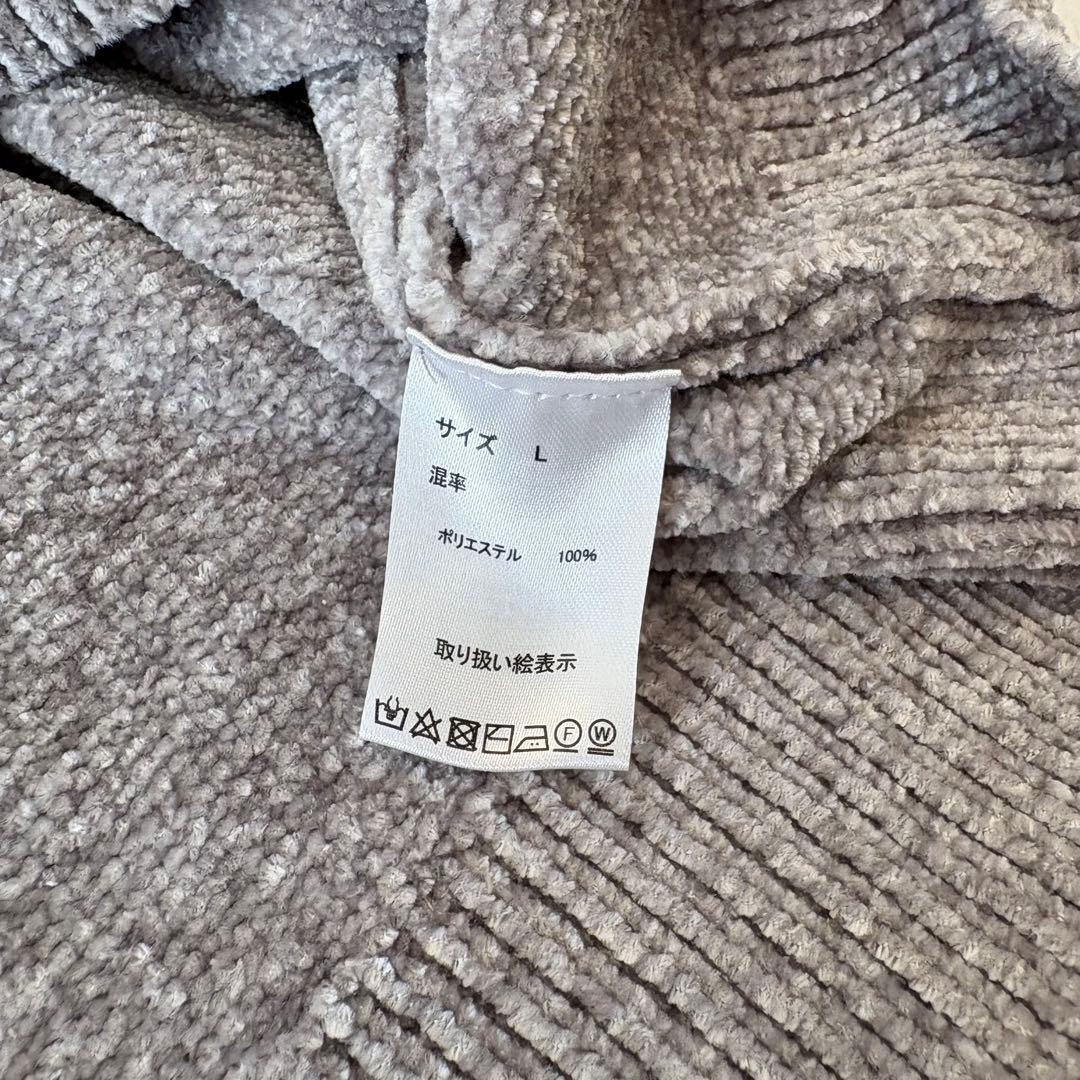 サイズ L
混率
ポリエステル 100%
取り扱い絵表示
F W